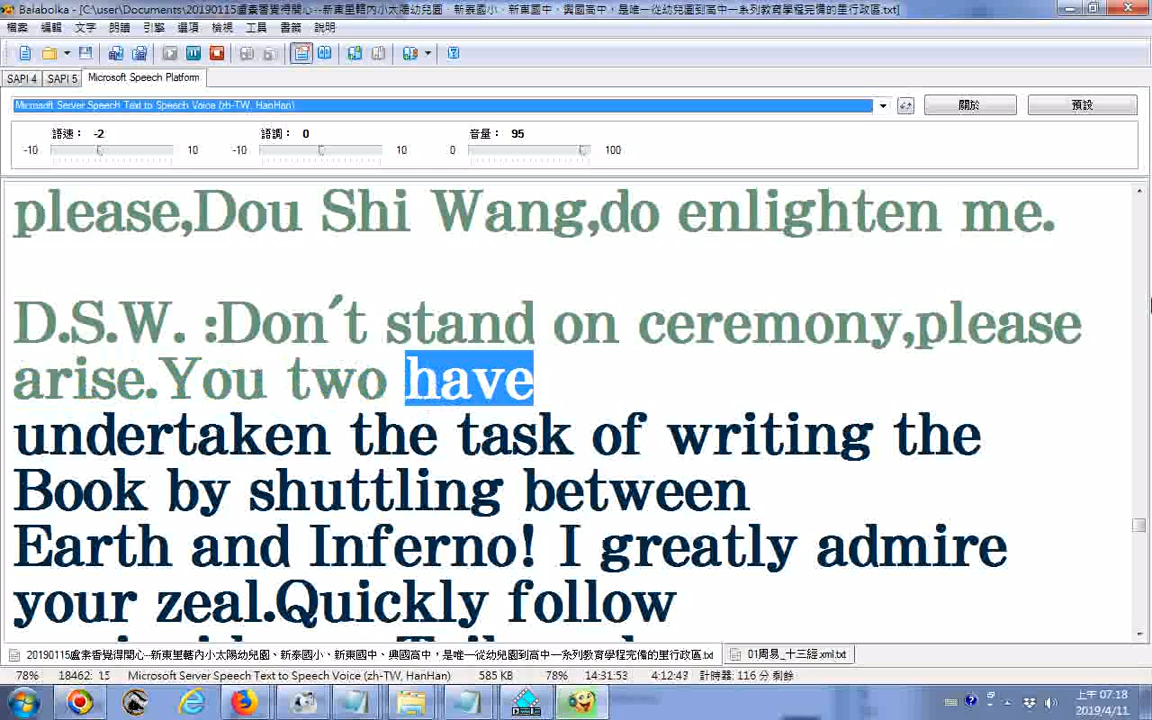 Balabolka - [C:\user\Documents\20190115盧素香覺得開心--新東里轄內小太陽幼兒園、新泰國小、新東國中、興國高中，是唯一從幼兒園到高中一系列教育學程完備的里行政區.txt]
檔案 編輯 文字 朗讀 引擎 選項 檢視 工具 書籤 說明
SAPI 4 SAPI 5 Microsoft Speech Platform
Microsoft Server Speech Text to Speech Voice (zh-TW, HanHan) 關於 預設
語速： -2 語調： 0 音量： 95
-10 10 -10 10 0 100
please,Dou Shi Wang,do enlighten me.
D.S.W. :Don't stand on ceremony,please
arise.You two have
undertaken the task of writing the
Book by shuttling between
Earth and Inferno! I greatly admire
your zeal.Quickly follow
20190115盧素香覺得開心--新東里轄內小太陽幼兒園、新泰國小、新東國中、興國高中，是唯一從幼兒園到高中一系列教育學程完備的里行政區.txt 01周易_十三經.xml.txt
78% 18462: 15 Microsoft Server Speech Text to Speech Voice (zh-TW, HanHan) 585 KB 78% 14:31:53 4:12:43 計時器: 116 分 剩餘
上午 07:18
2019/4/11